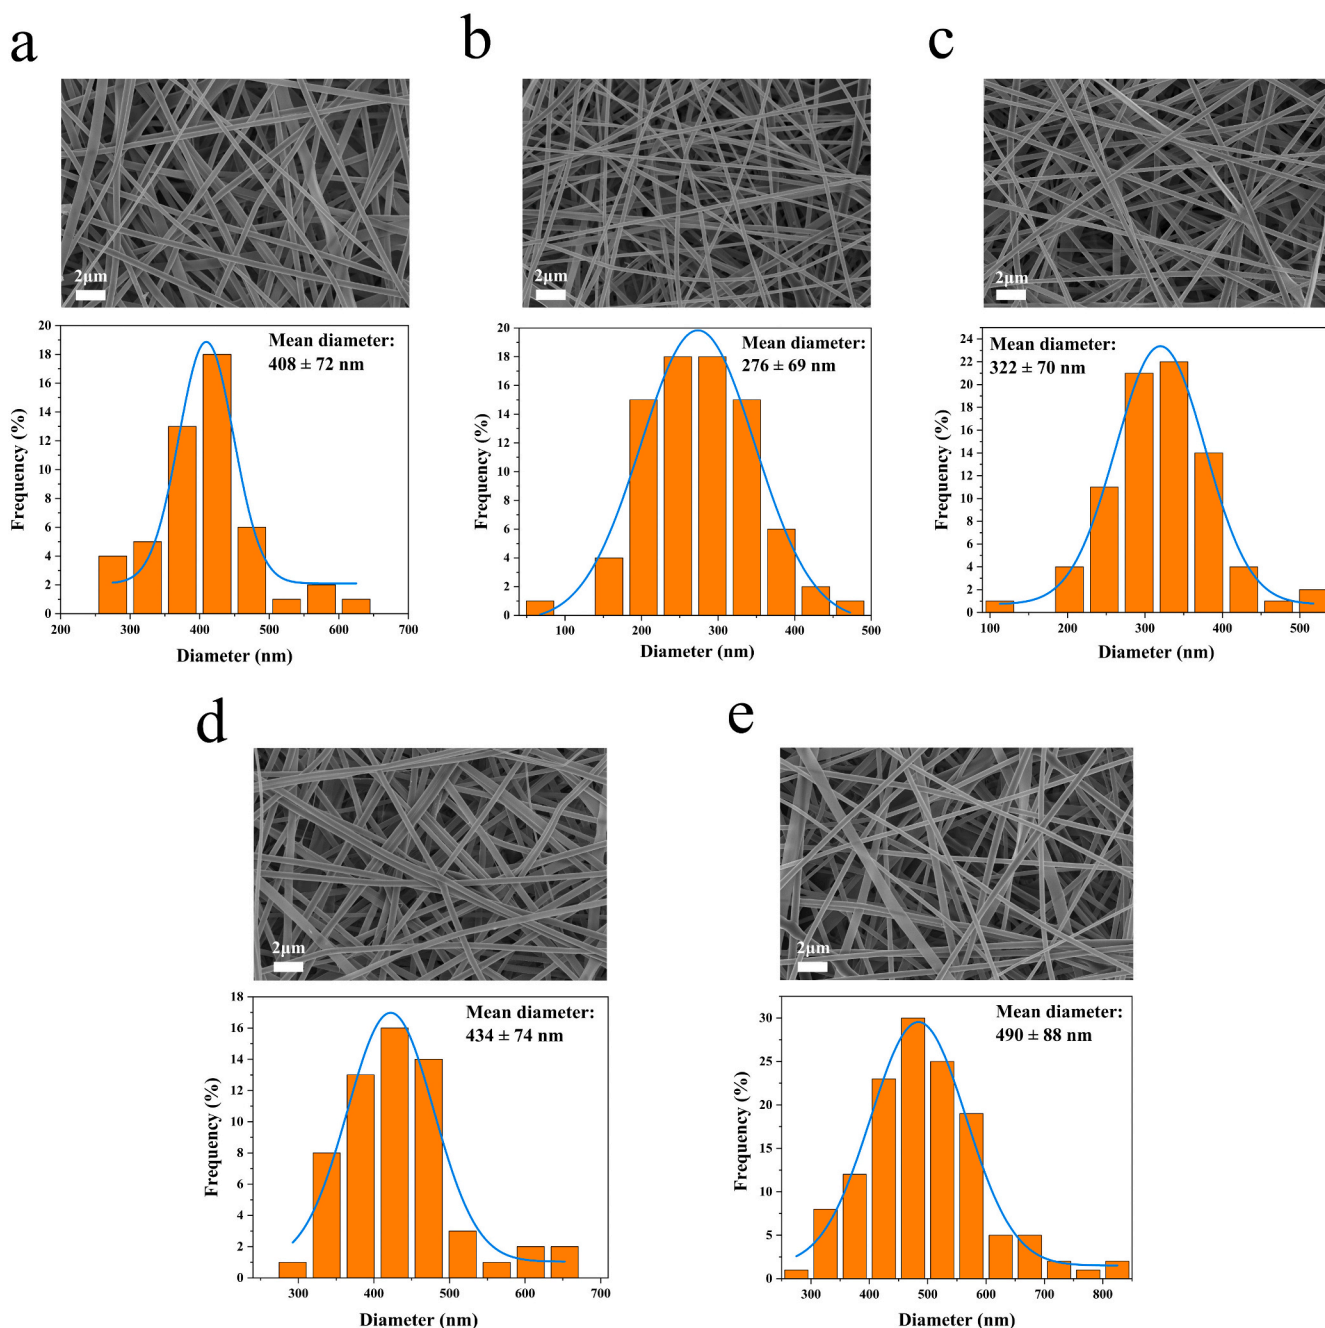 a
b
c
2μm
2μm
2μm
Mean diameter:
408 ± 72 nm
Frequency (%)
20
18
16
14
12
10
8
6
4
2
0
200 300 400 500 600 700
Diameter (nm)
Mean diameter:
276 ± 69 nm
Frequency (%)
20
18
16
14
12
10
8
6
4
2
0
100 200 300 400 500
Diameter (nm)
Mean diameter:
322 ± 70 nm
Frequency (%)
24
22
20
18
16
14
12
10
8
6
4
2
0
100 200 300 400 500
Diameter (nm)
d
e
2μm
2μm
Mean diameter:
434 ± 74 nm
Frequency (%)
18
16
14
12
10
8
6
4
2
0
300 400 500 600 700
Diameter (nm)
Mean diameter:
490 ± 88 nm
Frequency (%)
30
25
20
15
10
5
0
300 400 500 600 700 800
Diameter (nm)